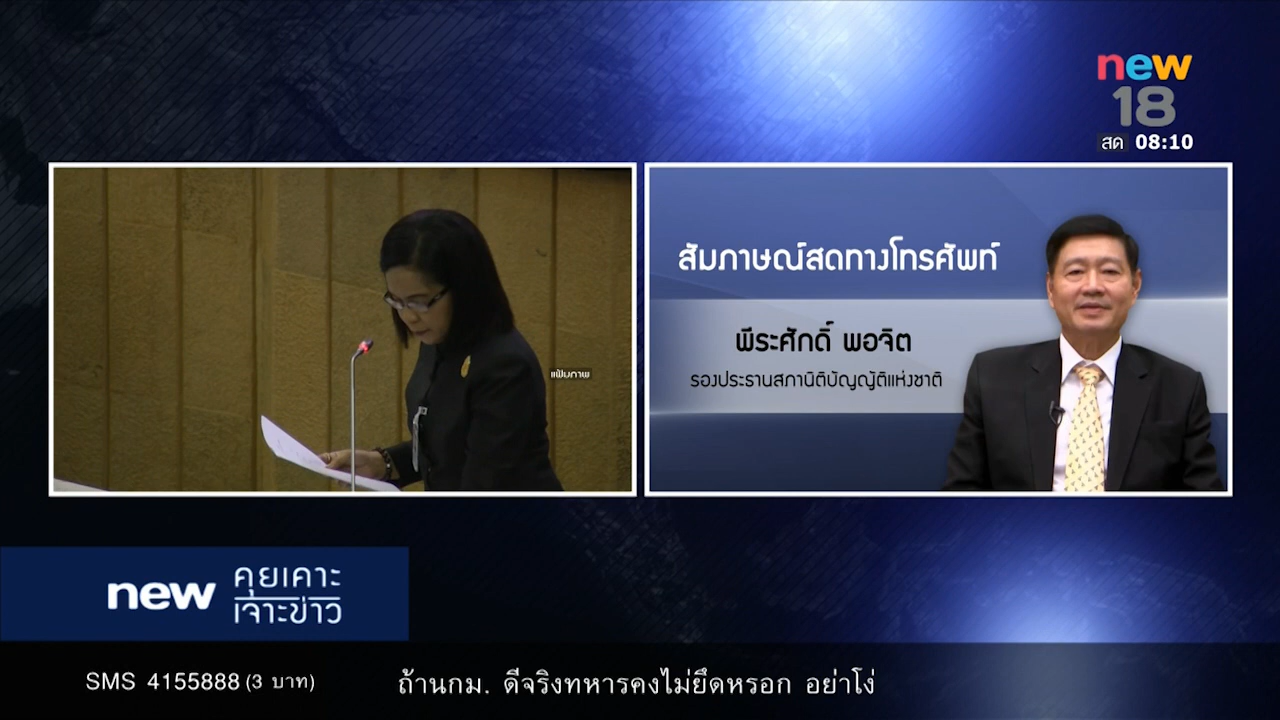 new
18
สด 08:10
แฟ้มภาพ
สัมภาษณ์สดทางโทรศัพท์
พีระศักดิ์ พอจิต
รองประธานสภานิติบัญญัติแห่งชาติ
new คุยเคาะ
เจาะข่าว
SMS 4155888 (3 บาท) ถ้านกม. ดีจริงทหารคงไม่ยึดหรอก อย่าโง่